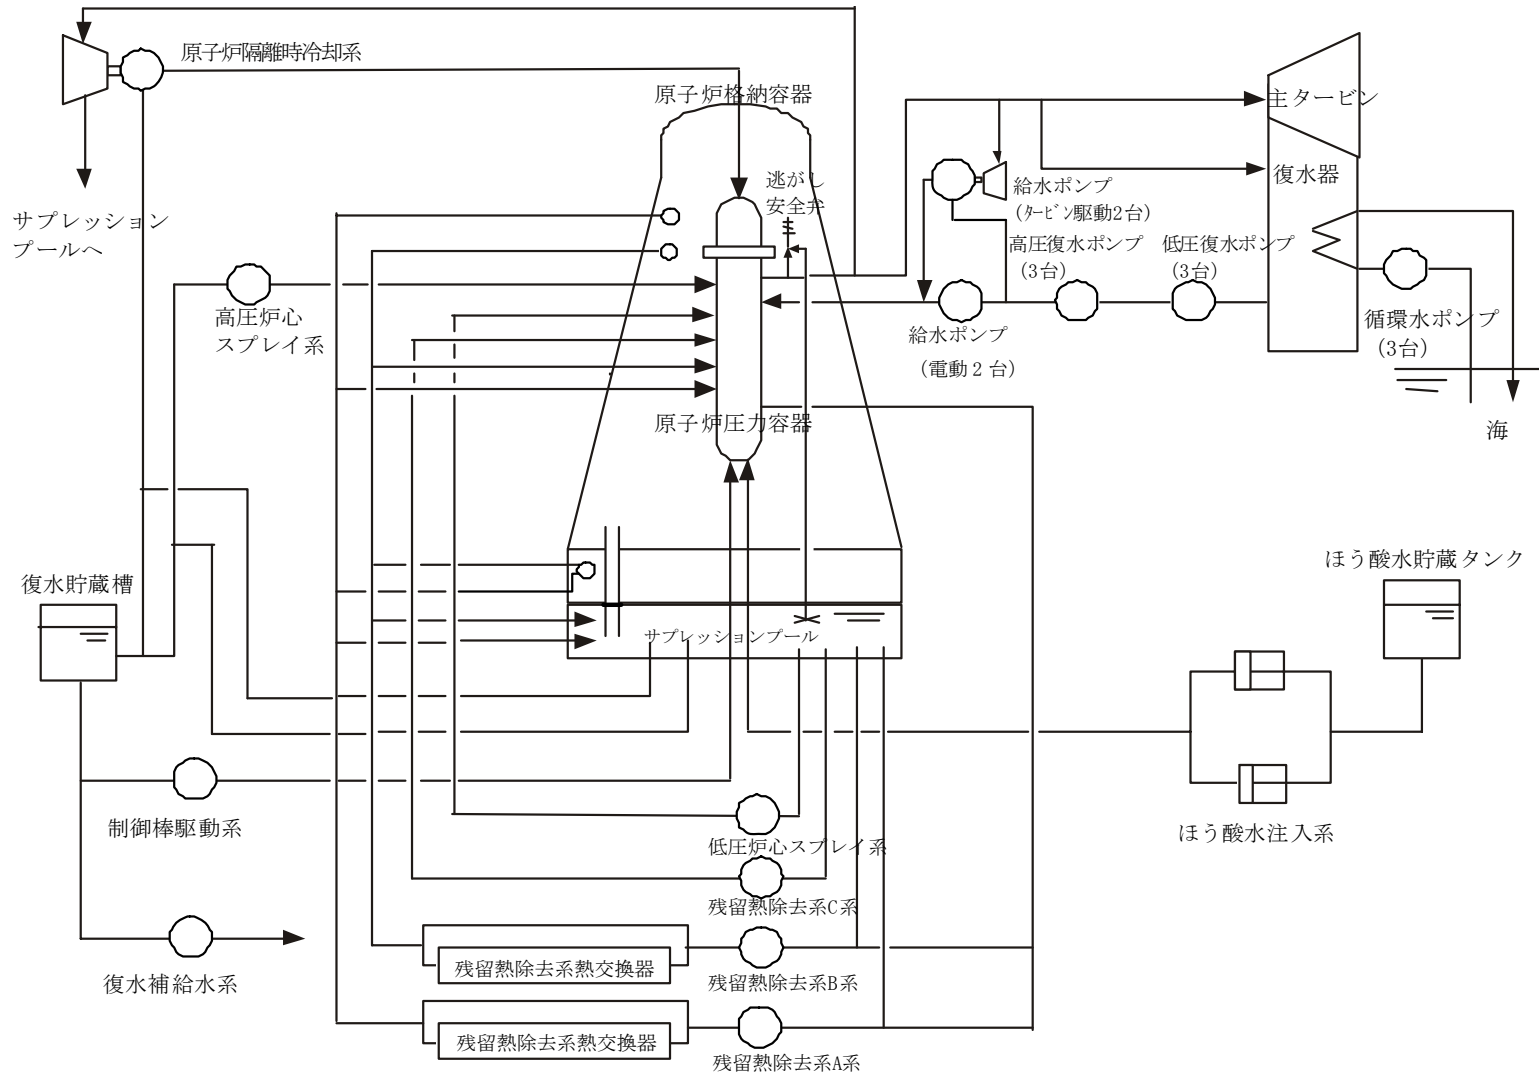 原子炉隔離時冷却系
原子炉格納容器
主タービン
逃がし
安全弁
復水器
給水ポンプ
(タービン駆動2台)
サプレッション
プールへ
高圧復水ポンプ
(3台)
低圧復水ポンプ
(3台)
高圧炉心
スプレイ系
給水ポンプ
(電動2台)
循環水ポンプ
(3台)
原子炉圧力容器
海
復水貯蔵槽
ほう酸水貯蔵タンク
サプレッションプール
制御棒駆動系
低圧炉心スプレイ系
ほう酸水注入系
残留熱除去系C系
残留熱除去系熱交換器
残留熱除去系B系
復水補給水系
残留熱除去系熱交換器
残留熱除去系A系